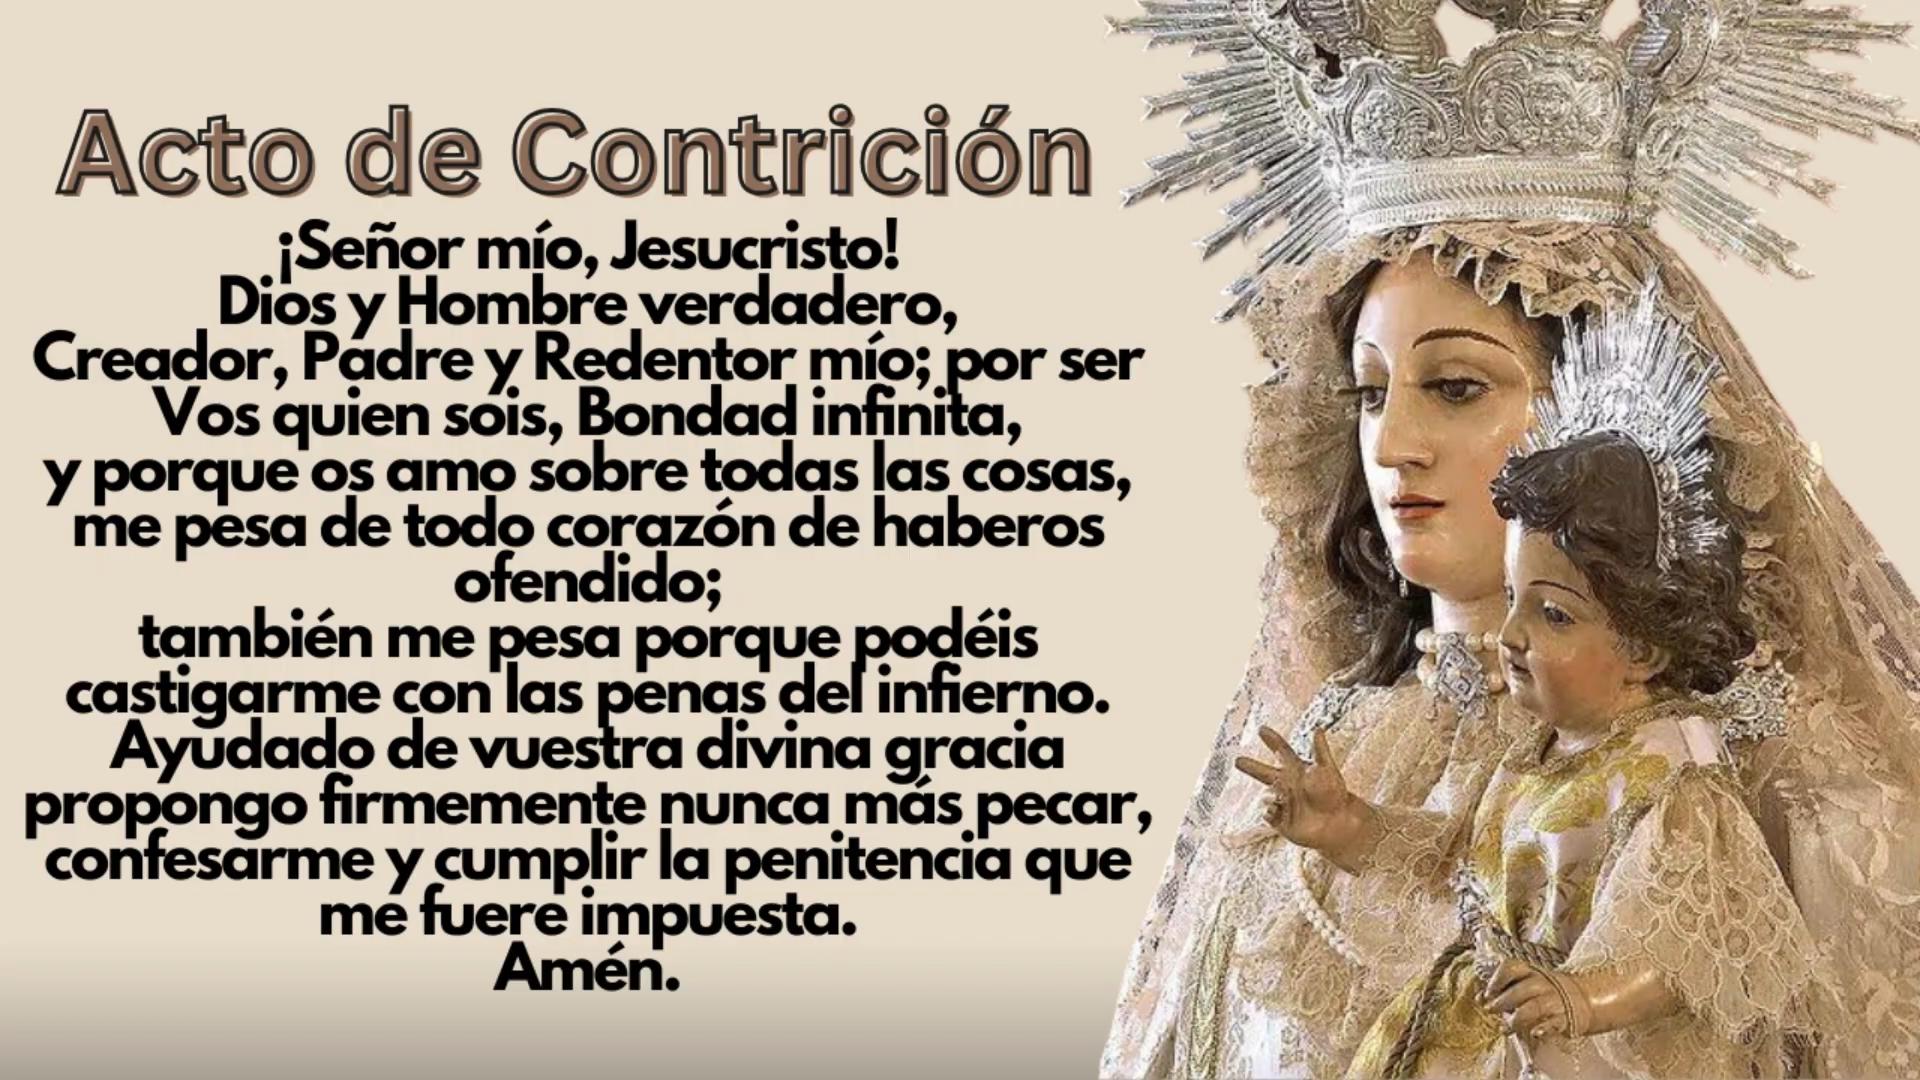 Acto de Contrición
¡Señor mío, Jesucristo!
Dios y Hombre verdadero,
Creador, Padre y Redentor mío; por ser
Vos quien sois, Bondad infinita,
y porque os amo sobre todas las cosas,
me pesa de todo corazón de haberos
ofendido;
también me pesa porque podéis
castigarme con las penas del infierno.
Ayudado de vuestra divina gracia
propongo firmemente nunca más pecar,
confesarme y cumplir la penitencia que
me fuere impuesta.
Amén.